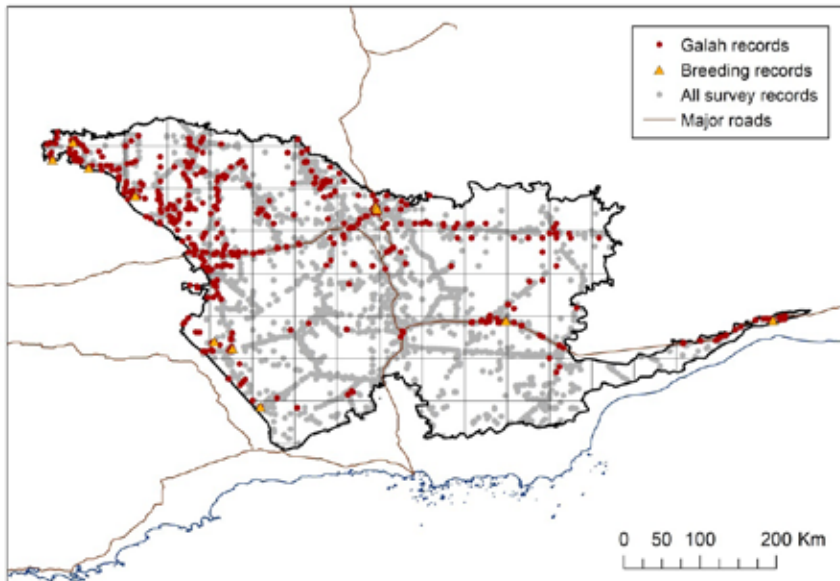 Galah records
Breeding records
All survey records
Major roads
0 50 100 200 Km